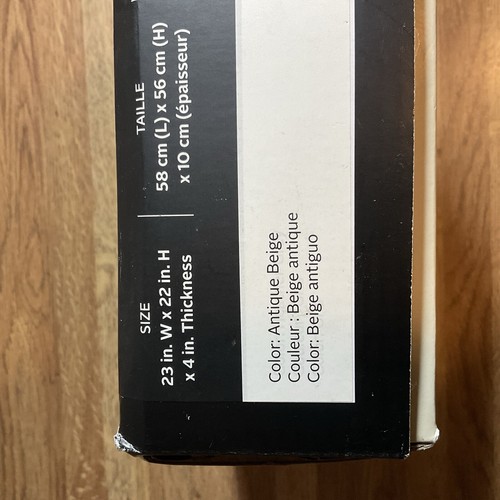 SIZE
23 in. W x 22 in. H
x 4 in. Thickness
TAILLE
58 cm (L) x 56 cm (H)
x 10 cm (épaisseur)
Color: Antique Beige
Couleur : Beige antique
Color: Beige antiguo